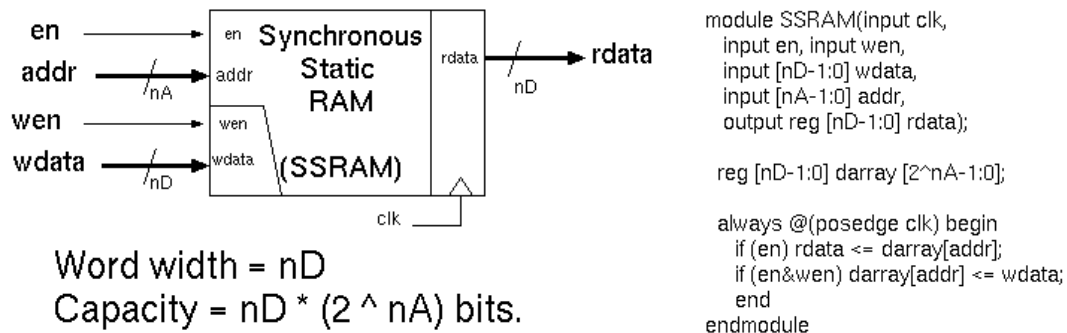 en
addr
nA
wen
wdata
nD
en
addr
wen
wdata
Synchronous
Static
RAM
(SSRAM)
rdata
clk
nD
rdata
Word width = nD
Capacity = nD * (2 ^ nA) bits.
module SSRAM(input clk,
input en, input wen,
input [nD-1:0] wdata,
input [nA-1:0] addr,
output reg [nD-1:0] rdata);
reg [nD-1:0] darray [2^nA-1:0];
always @(posedge clk) begin
if (en) rdata <= darray[addr];
if (en&wen) darray[addr] <= wdata;
end
endmodule